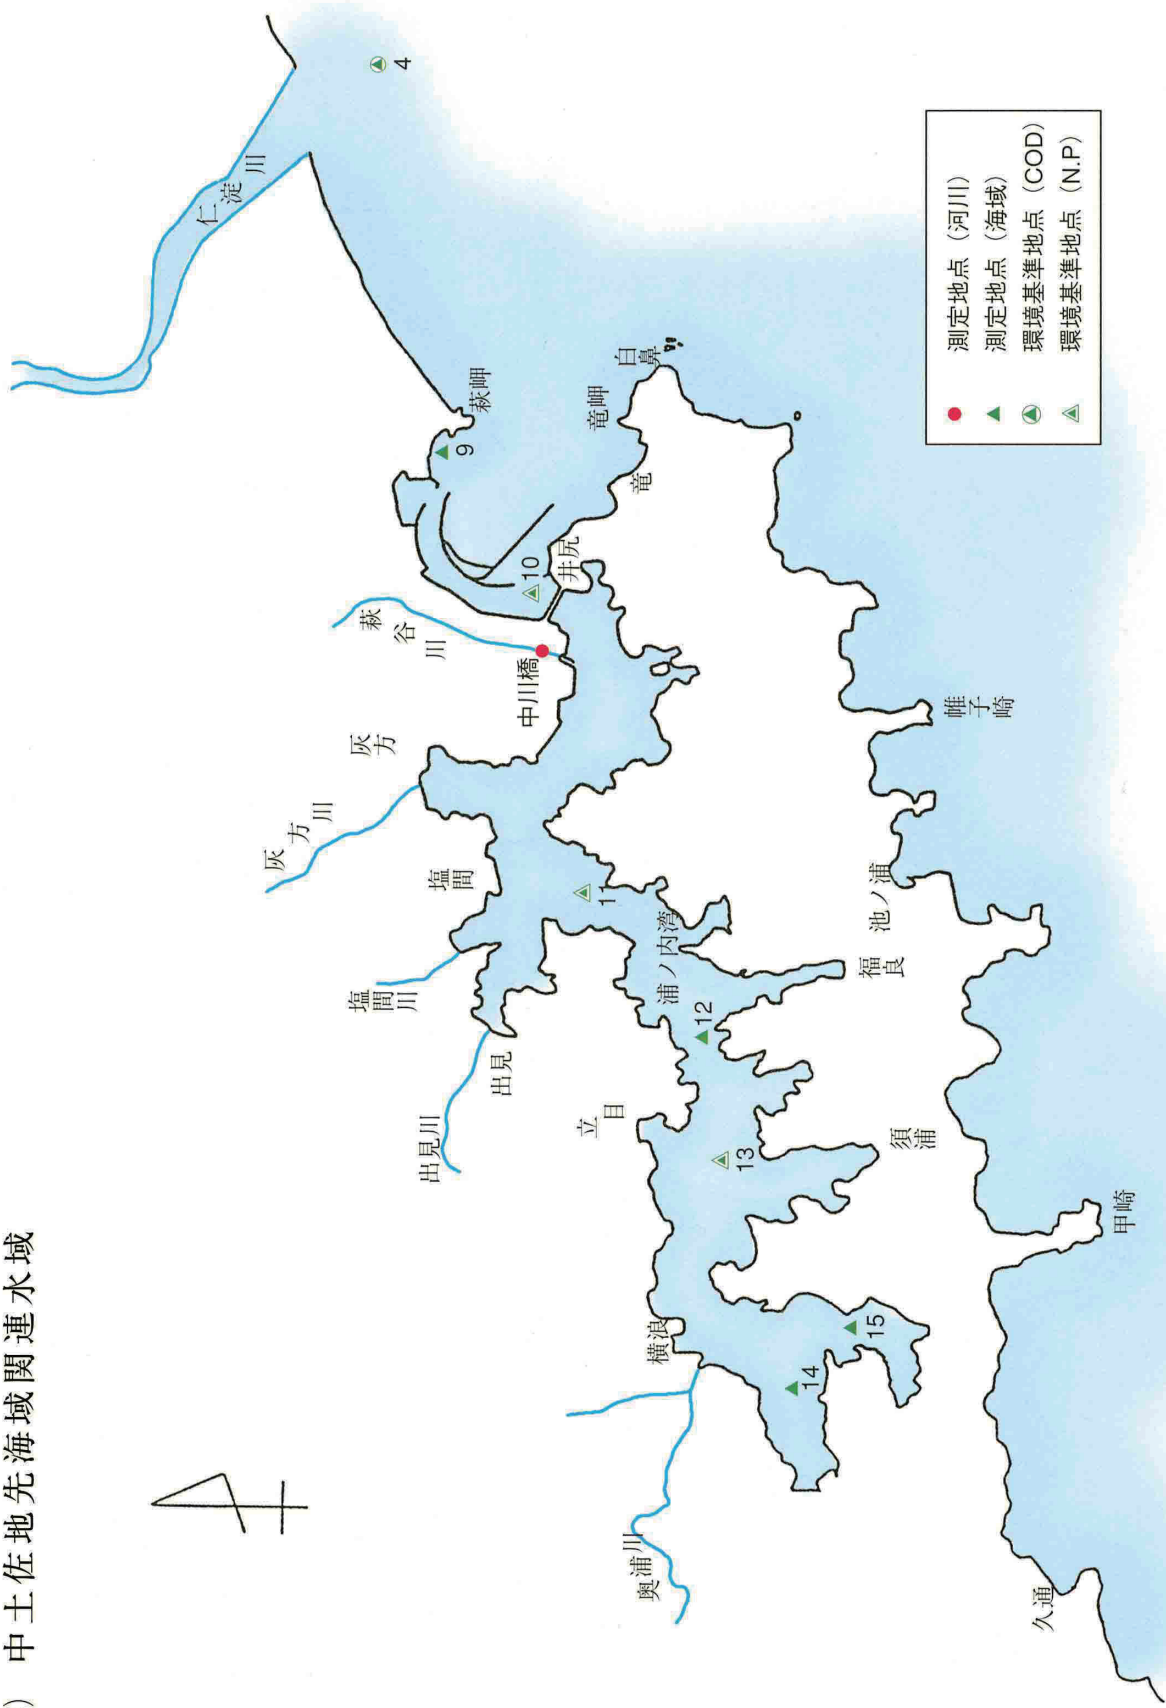 ) 中土佐地先海域関連水域
仁淀川
4
萩岬
9
白鼻
竜岬
竜
井尻
10
萩谷川
中川橋
灰方
灰方川
塩間
塩間川
11
浦ノ内湾
出見
出見川
12
福良
池ノ浦
帷子崎
立目
13
須浦
甲崎
横浪
14
15
奥浦川
久通
測定地点（河川）
測定地点（海域）
環境基準地点（COD）
環境基準地点（N.P）